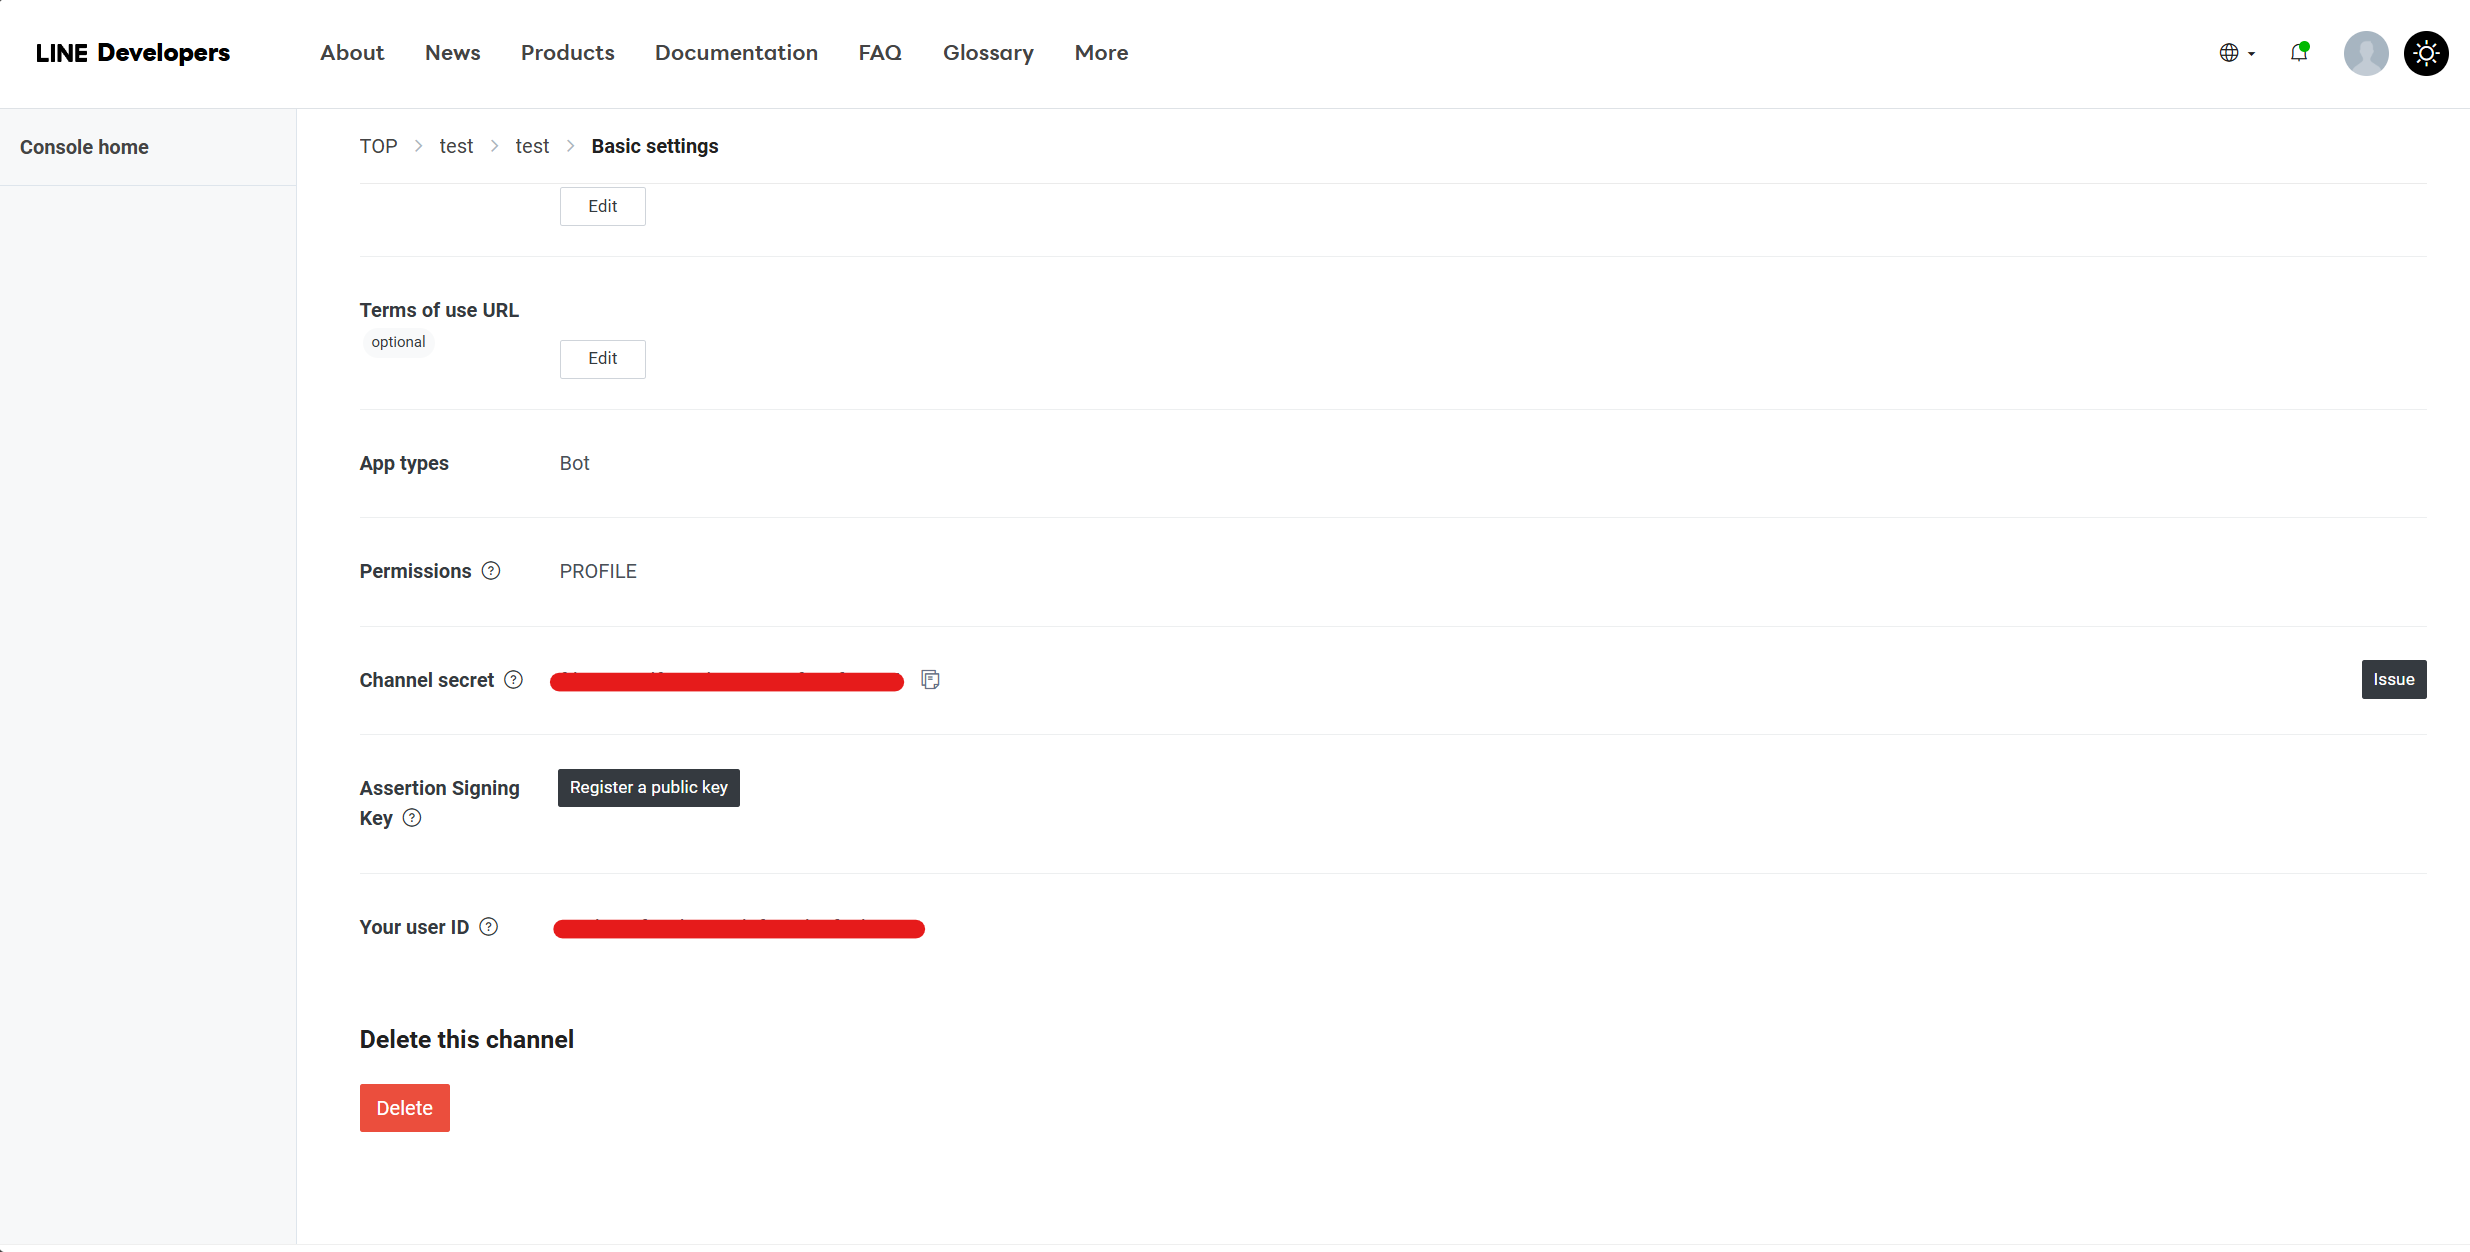 LINE Developers
About News Products Documentation FAQ Glossary More
Console home
TOP test test Basic settings
Edit
Terms of use URL
optional
Edit
App types Bot
Permissions PROFILE
Channel secret
Issue
Assertion Signing
Key
Register a public key
Your user ID
Delete this channel
Delete